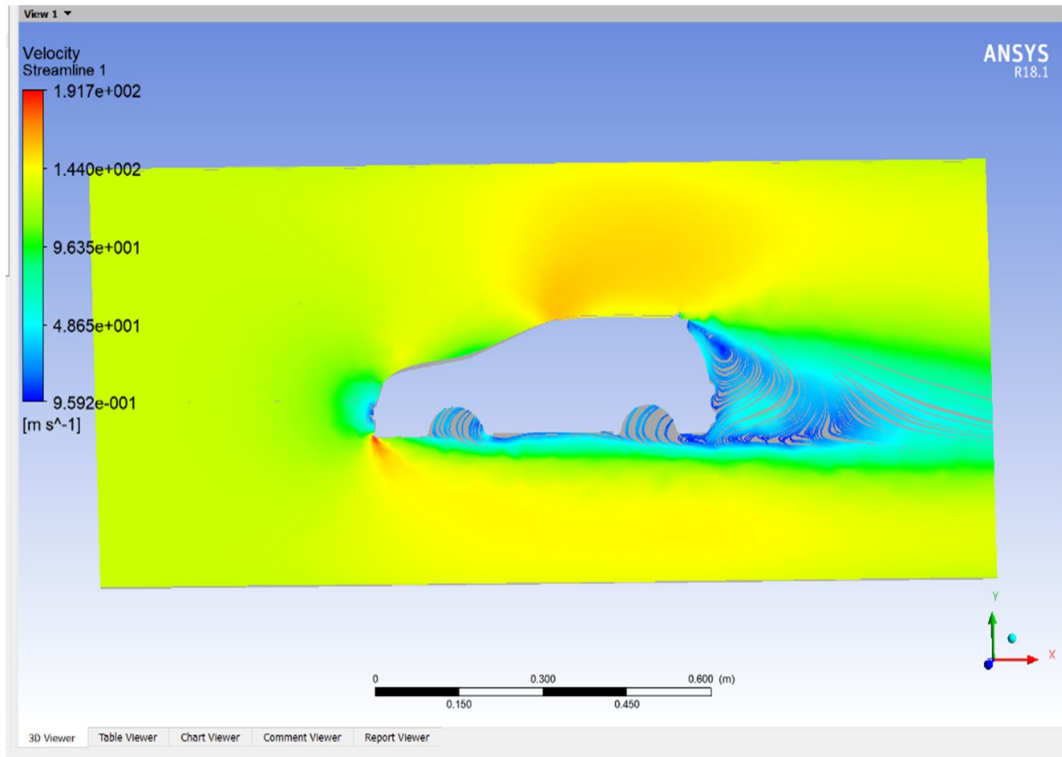 View 1
Velocity
Streamline 1
ANSYS
R18.1
1.917e+002
1.440e+002
9.635e+001
4.865e+001
9.592e-001
[m s^-1]
Y
X
0 0.300 0.600 (m)
0.150 0.450
3D Viewer Table Viewer Chart Viewer Comment Viewer Report Viewer